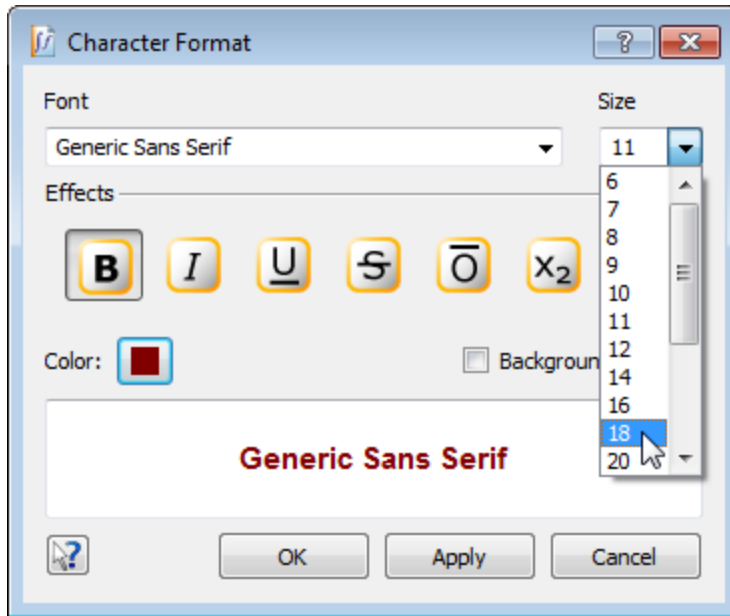 Character Format
Font
Size
Generic Sans Serif
11
Effects
6
7
8
9
10
11
12
14
16
18
20
B I U S O X₂
Color:
Generic Sans Serif
OK Apply Cancel